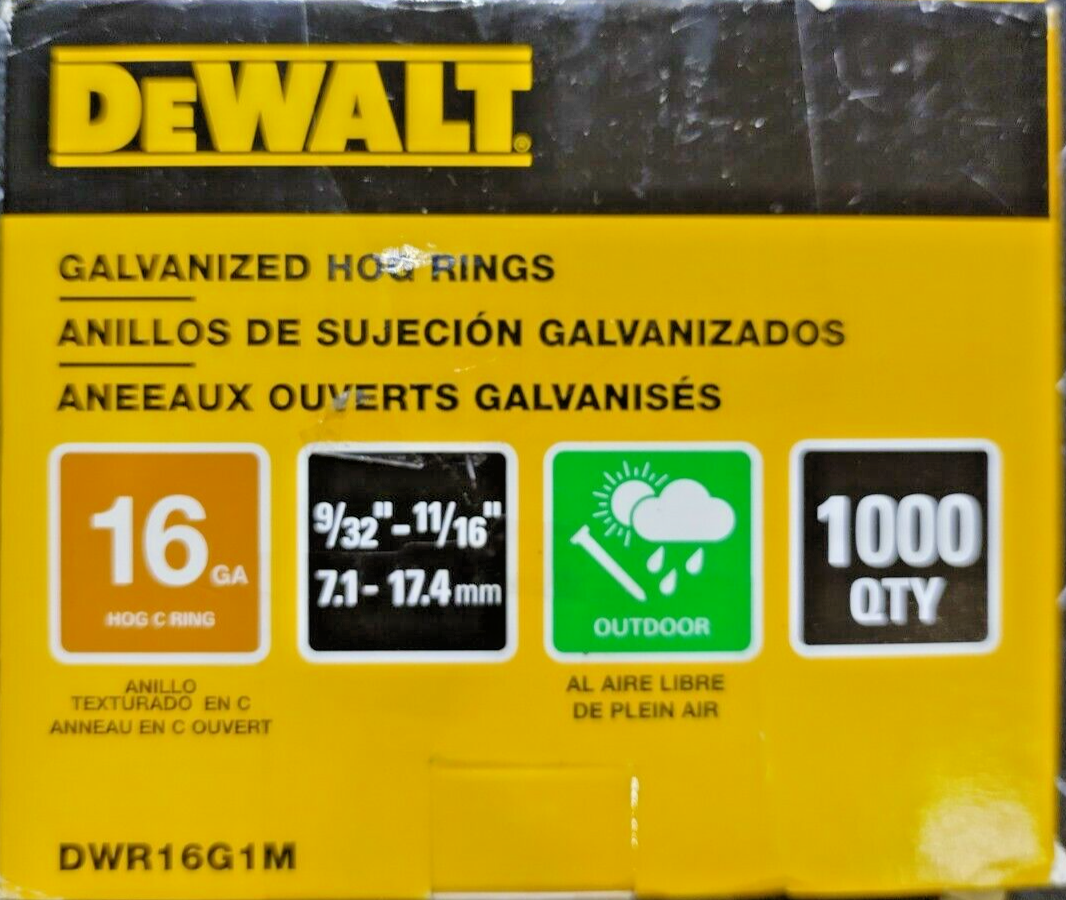 DEWALT®
GALVANIZED HOG RINGS
ANILLOS DE SUJECIÓN GALVANIZADOS
ANEEAUX OUVERTS GALVANISÉS
16 GA
HOG C RING
9/32"-11/16"
7.1- 17.4 mm
OUTDOOR
1000
QTY
ANILLO
TEXTURADO EN C
ANNEAU EN C OUVERT
AL AIRE LIBRE
DE PLEIN AIR
DWR16G1M